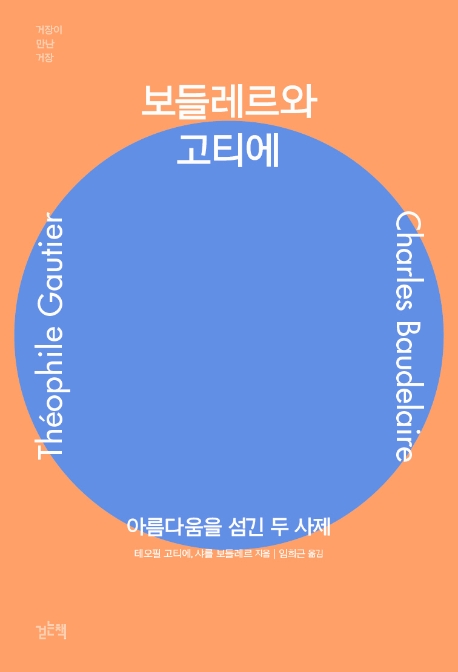 거장이
만난
거장
보들레르와
고티에
Théophile Gautier
Charles Baudelaire
아름다움을 섬긴 두 사제
테오필 고티에, 샤를 보들레르 지음 | 임희근 옮김
걷는책